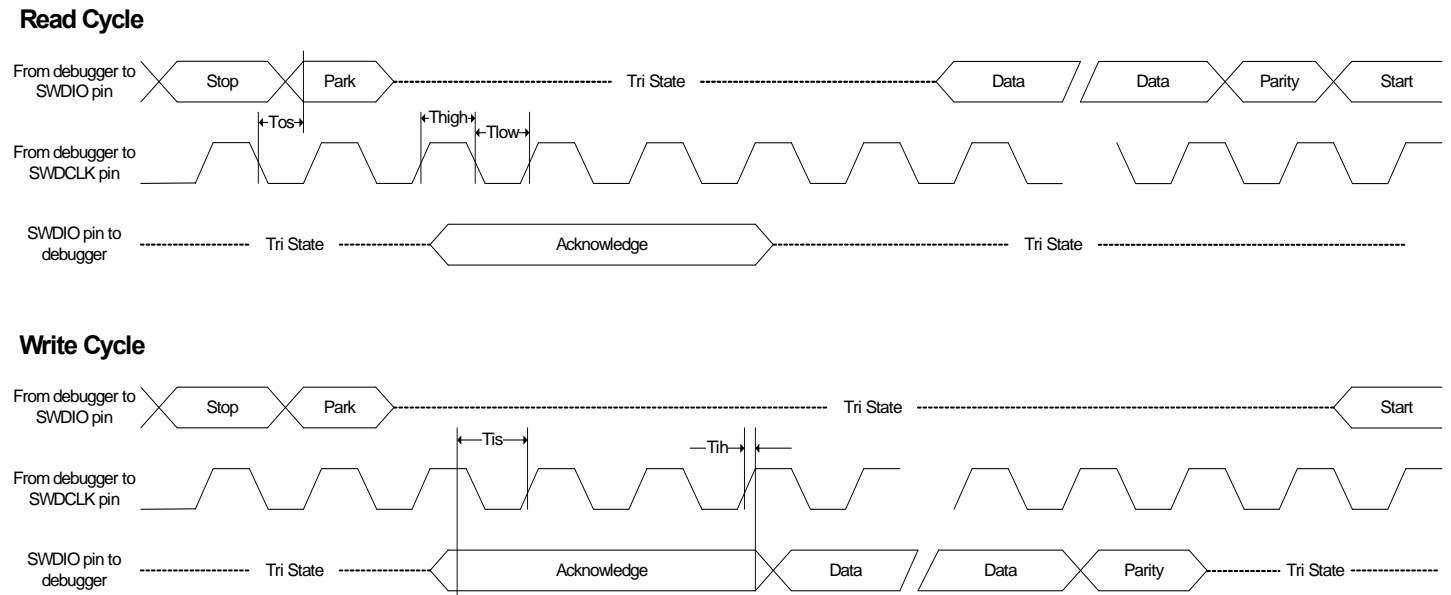 Read Cycle
From debugger to
SWDIO pin
Stop
Park
Tri State
Data
Data
Parity
Start
Tos
Thigh
Tlow
From debugger to
SWDCLK pin
SWDIO pin to
debugger
Tri State
Acknowledge
Tri State
Write Cycle
From debugger to
SWDIO pin
Stop
Park
Tri State
Start
Tis
Tih
From debugger to
SWDCLK pin
SWDIO pin to
debugger
Tri State
Acknowledge
Data
Data
Parity
Tri State